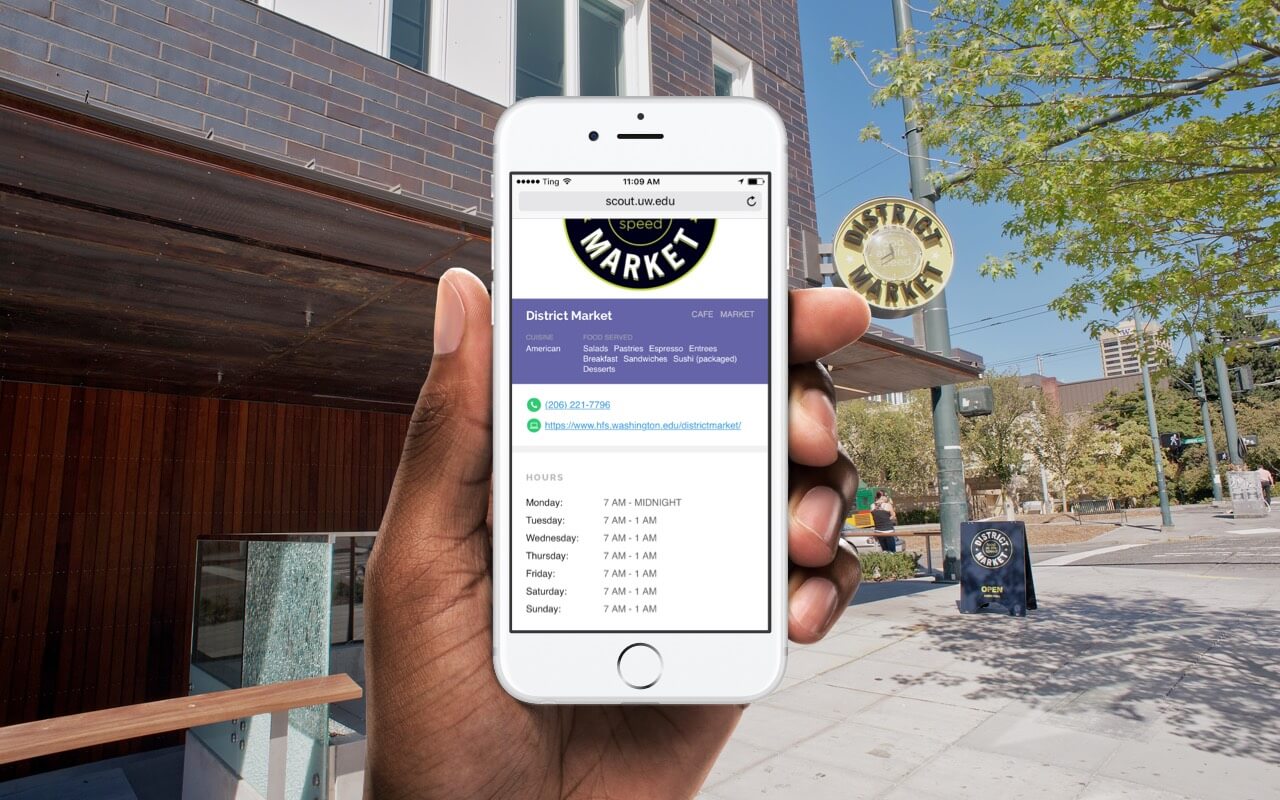 Ting 11:09 AM
scout.uw.edu
speed
MARKET
District Market CAFE MARKET
CUISINE FOOD SERVED
American Salads Pastries Espresso Entrees
Breakfast Sandwiches Sushi (packaged)
Desserts
(206) 221-7796
https://www.hfs.washington.edu/districtmarket/
HOURS
Monday: 7 AM - MIDNIGHT
Tuesday: 7 AM - 1 AM
Wednesday: 7 AM - 1 AM
Thursday: 7 AM - 1 AM
Friday: 7 AM - 1 AM
Saturday: 7 AM - 1 AM
Sunday: 7 AM - 1 AM
DISTRICT
MARKET
DISTRICT
MARKET
OPEN